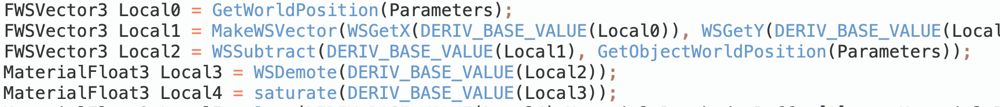 FWSVector3 Local0 = GetWorldPosition(Parameters);
FWSVector3 Local1 = MakeWSVector(WSGetX(DERIV_BASE_VALUE(Local0)), WSGetY(DERIV_BASE_VALUE(Local
FWSVector3 Local2 = WSSubtract(DERIV_BASE_VALUE(Local1), GetObjectWorldPosition(Parameters));
MaterialFloat3 Local3 = WSDemote(DERIV_BASE_VALUE(Local2));
MaterialFloat3 Local4 = saturate(DERIV_BASE_VALUE(Local3));